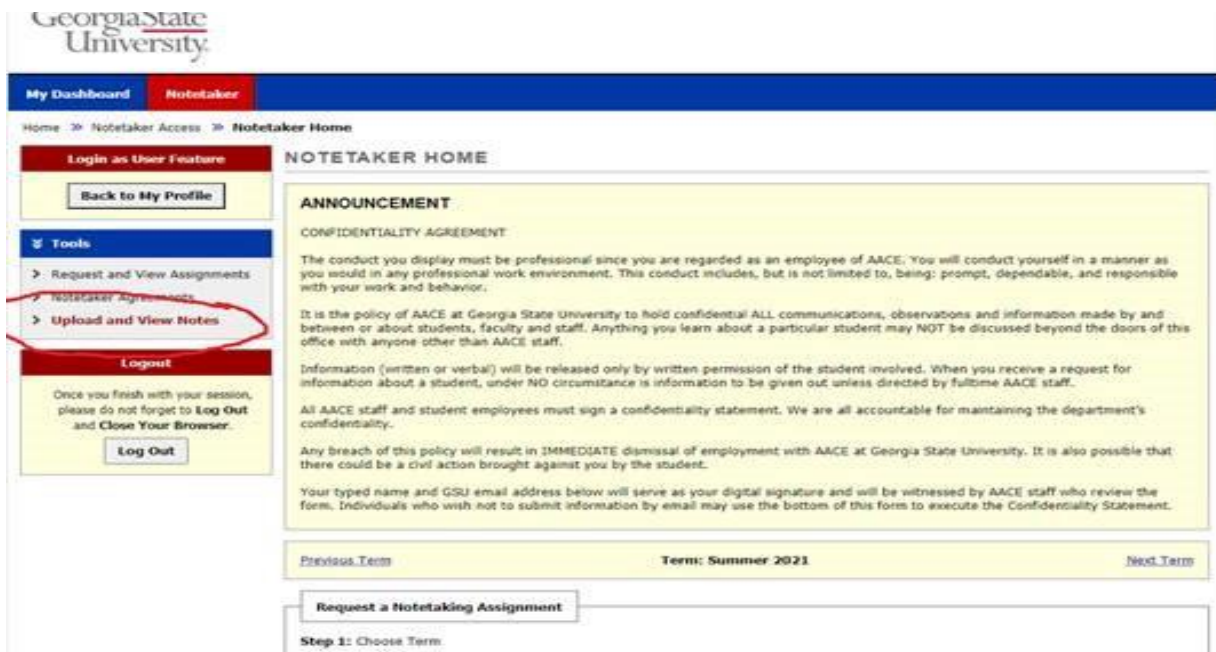 GeorgiaState
University
My Dashboard Notetaker
Home » Notetaker Access » Notetaker Home
Login as User Feature
Back to My Profile
Tools
Request and View Assignments
Notetaker Agreements
Upload and View Notes
Logout
Once you finish with your session,
please do not forget to Log Out
and Close Your Browser.
Log Out
NOTETAKER HOME
ANNOUNCEMENT
CONFIDENTIALITY AGREEMENT
The conduct you display must be professional since you are regarded as an employee of AACE. You will conduct yourself in a manner as
you would in any professional work environment. This conduct includes, but is not limited to, being: prompt, dependable, and responsible
with your work and behavior.
It is the policy of AACE at Georgia State University to hold confidential ALL communications, observations and information made by and
between or about students, faculty and staff. Anything you learn about a particular student may NOT be discussed beyond the doors of this
office with anyone other than AACE staff.
Information (written or verbal) will be released only by written permission of the student involved. When you receive a request for
information about a student, under NO circumstance is information to be given out unless directed by fulltime AACE staff.
All AACE staff and student employees must sign a confidentiality statement. We are all accountable for maintaining the department's
confidentiality.
Any breach of this policy will result in IMMEDIATE dismissal of employment with AACE at Georgia State University. It is also possible that
there could be a civil action brought against you by the student.
Your typed name and GSU email address below will serve as your digital signature and will be witnessed by AACE staff who review the
form. Individuals who wish not to submit information by email may use the bottom of this form to execute the Confidentiality Statement.
Previous Term Term: Summer 2021 Next Term
Request a Notetaking Assignment
Step 1: Choose Term